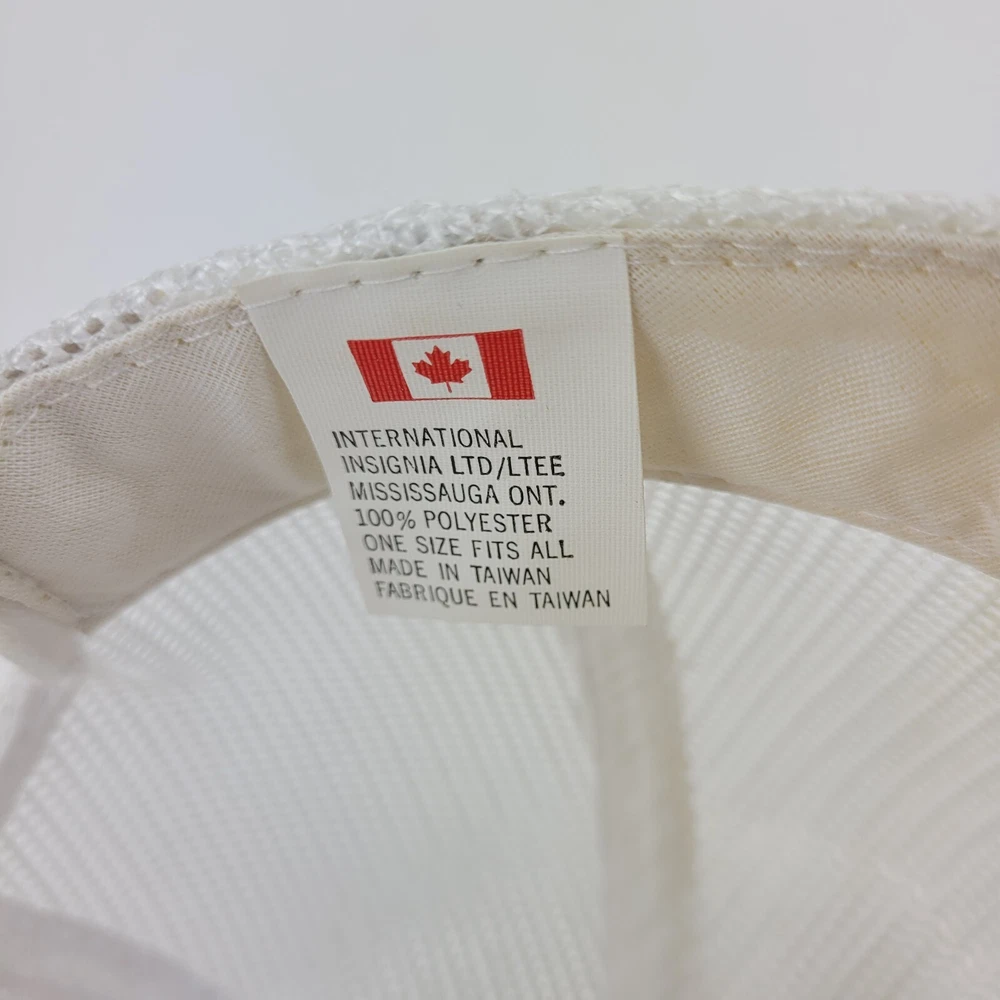 INTERNATIONAL
INSIGNIA LTD/LTEE
MISSISSAUGA ONT.
100% POLYESTER
ONE SIZE FITS ALL
MADE IN TAIWAN
FABRIQUE EN TAIWAN